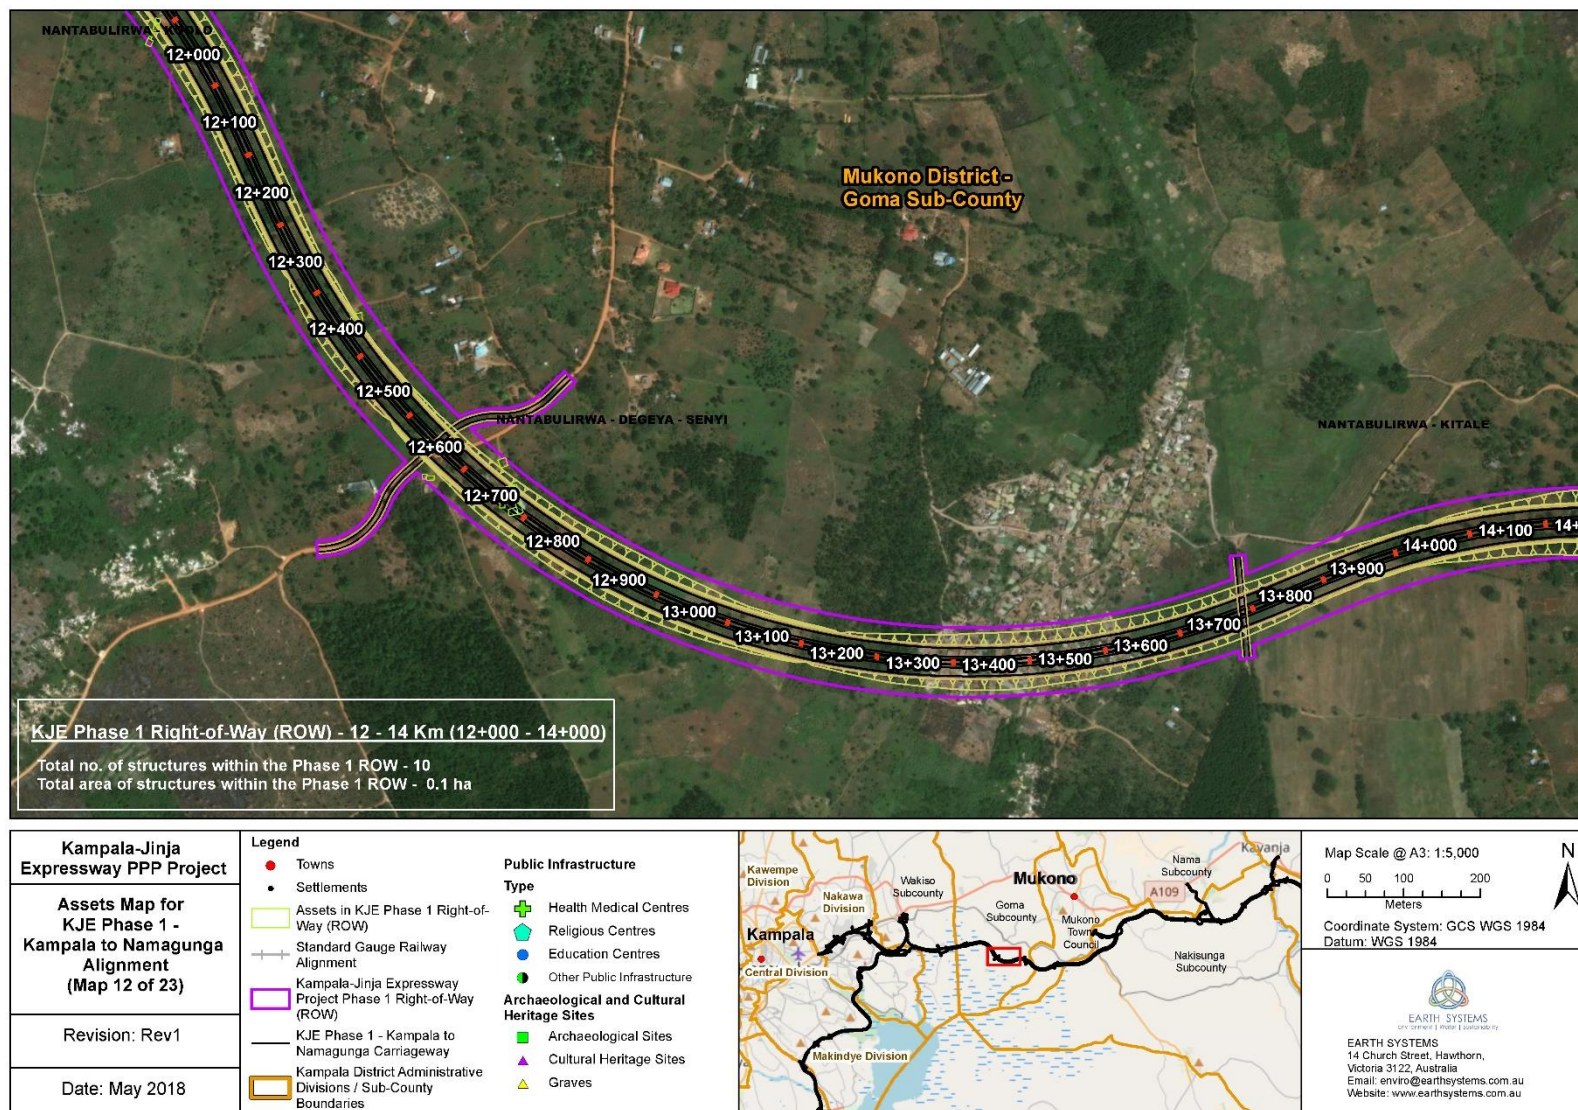 NANTABULIRWA - KOOLO
12+000
12+100
12+200
12+300
12+400
12+500
12+600
12+700
12+800
12+900
13+000
13+100
13+200
13+300
13+400
13+500
13+600
13+700
13+800
13+900
14+000
14+100
14+
Mukono District -
Goma Sub-County
NANTABULIRWA - DEGEYA - SENYI
NANTABULIRWA - KITALE
KJE Phase 1 Right-of-Way (ROW) - 12 - 14 Km (12+000 - 14+000)
Total no. of structures within the Phase 1 ROW - 10
Total area of structures within the Phase 1 ROW - 0.1 ha
Kampala-Jinja
Expressway PPP Project
Assets Map for
KJE Phase 1 -
Kampala to Namagunga
Alignment
(Map 12 of 23)
Revision: Rev1
Date: May 2018
Legend
Towns
Settlements
Assets in KJE Phase 1 Right-of-
Way (ROW)
Standard Gauge Railway
Alignment
Kampala-Jinja Expressway
Project Phase 1 Right-of-Way
(ROW)
KJE Phase 1 - Kampala to
Namagunga Carriageway
Kampala District Administrative
Divisions / Sub-County
Boundaries
Public Infrastructure
Type
Health Medical Centres
Religious Centres
Education Centres
Other Public Infrastructure
Archaeological and Cultural
Heritage Sites
Archaeological Sites
Cultural Heritage Sites
Graves
Kawempe
Division
Nakawa
Division
Wakiso
Subcounty
Kampala
Central Division
Makindye Division
Goma
Subcounty
Mukono
Mukono
Town
Council
A109
Nama
Subcounty
Kayanja
Nakisunga
Subcounty
Map Scale @ A3: 1:5,000
0 50 100 200
Meters
N
Coordinate System: GCS WGS 1984
Datum: WGS 1984
EARTH SYSTEMS
Environment | Water | Sustainability
EARTH SYSTEMS
14 Church Street, Hawthorn,
Victoria 3122, Australia
Email: enviro@earthsystems.com.au
Website: www.earthsystems.com.au